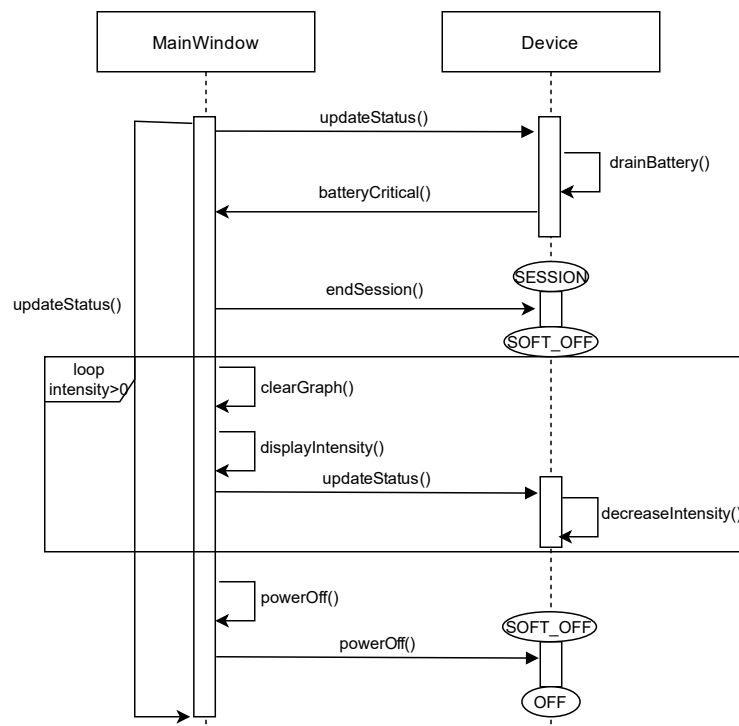 MainWindow
Device
updateStatus()
drainBattery()
batteryCritical()
SESSION
updateStatus()
endSession()
SOFT_OFF
loop
intensity>0
clearGraph()
displayIntensity()
updateStatus()
decreaseIntensity()
powerOff()
SOFT_OFF
powerOff()
OFF